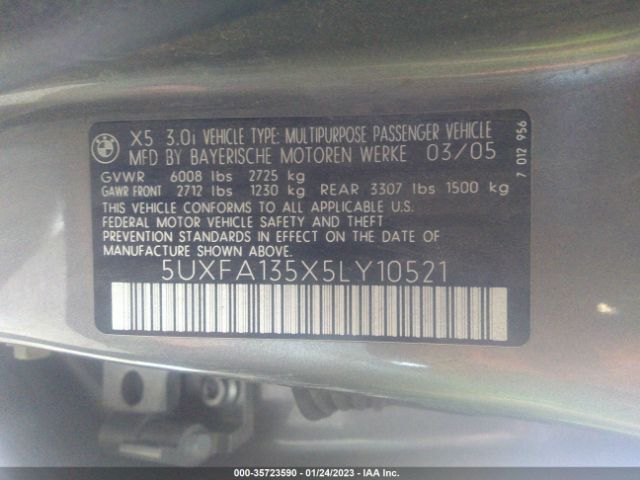 BMW
X5 3.0i VEHICLE TYPE: MULTIPURPOSE PASSENGER VEHICLE
MFD BY BAYERISCHE MOTOREN WERKE 03/05
GVWR 6008 lbs 2725 kg
GAWR FRONT 2712 lbs 1230 kg REAR 3307 lbs 1500 kg
THIS VEHICLE CONFORMS TO ALL APPLICABLE U.S.
FEDERAL MOTOR VEHICLE SAFETY AND THEFT
PREVENTION STANDARDS IN EFFECT ON THE DATE OF
MANUFACTURE SHOWN ABOVE.
5UXFA135X5LY10521
7 012 956
000-35723590 - 01/24/2023 - IAA Inc.